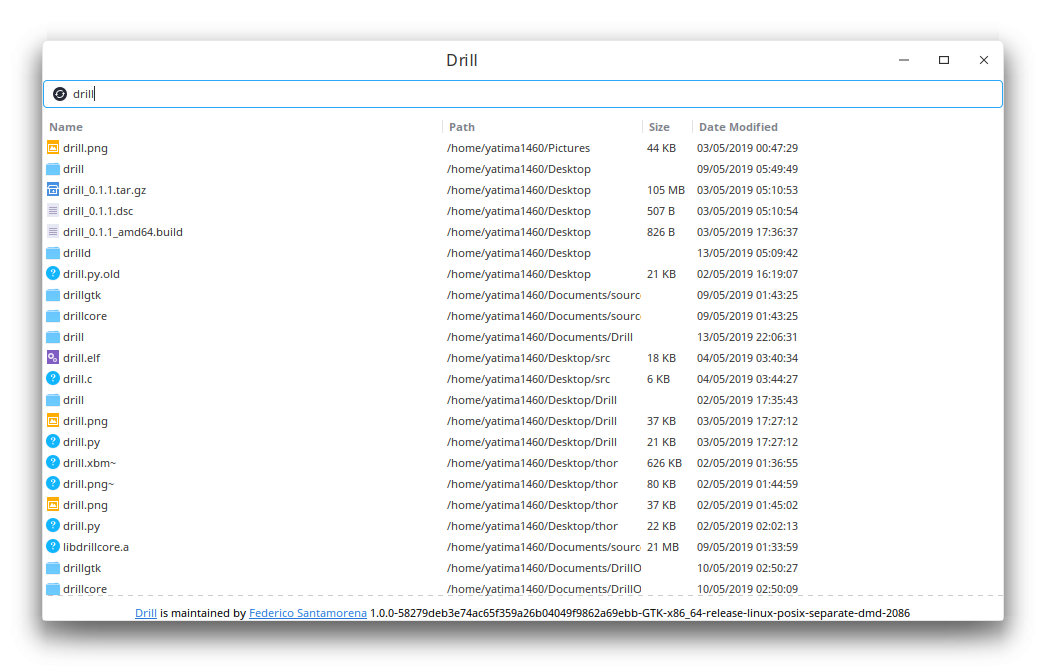 Drill
drill
Name Path Size Date Modified
drill.png /home/yatima1460/Pictures 44 KB 03/05/2019 00:47:29
drill /home/yatima1460/Desktop 09/05/2019 05:49:49
drill_0.1.1.tar.gz /home/yatima1460/Desktop 105 MB 03/05/2019 05:10:53
drill_0.1.1.dsc /home/yatima1460/Desktop 507 B 03/05/2019 05:10:54
drill_0.1.1_amd64.build /home/yatima1460/Desktop 826 B 03/05/2019 17:36:37
drilld /home/yatima1460/Desktop 13/05/2019 05:09:42
drill.py.old /home/yatima1460/Desktop 21 KB 02/05/2019 16:19:07
drillgtk /home/yatima1460/Documents/sourc 09/05/2019 01:43:25
drillcore /home/yatima1460/Documents/sourc 09/05/2019 01:43:25
drill /home/yatima1460/Documents/Drill 13/05/2019 22:06:31
drill.elf /home/yatima1460/Desktop/src 18 KB 04/05/2019 03:40:34
drill.c /home/yatima1460/Desktop/src 6 KB 04/05/2019 03:44:27
drill /home/yatima1460/Desktop/Drill 02/05/2019 17:35:43
drill.png /home/yatima1460/Desktop/Drill 37 KB 03/05/2019 17:27:12
drill.py /home/yatima1460/Desktop/Drill 21 KB 03/05/2019 17:27:12
drill.xbm~ /home/yatima1460/Desktop/thor 626 KB 02/05/2019 01:36:55
drill.png~ /home/yatima1460/Desktop/thor 80 KB 02/05/2019 01:44:59
drill.png /home/yatima1460/Desktop/thor 37 KB 02/05/2019 01:45:02
drill.py /home/yatima1460/Desktop/thor 22 KB 02/05/2019 02:02:13
libdrillcore.a /home/yatima1460/Documents/sourc 21 MB 09/05/2019 01:33:59
drillgtk /home/yatima1460/Documents/DrillO 10/05/2019 02:50:27
drillcore /home/yatima1460/Documents/DrillO 10/05/2019 02:50:09
Drill is maintained by Federico Santamorena 1.0.0-58279deb3e74ac65f359a26b04049f9862a69ebb-GTK-x86_64-release-linux-posix-separate-dmd-2086